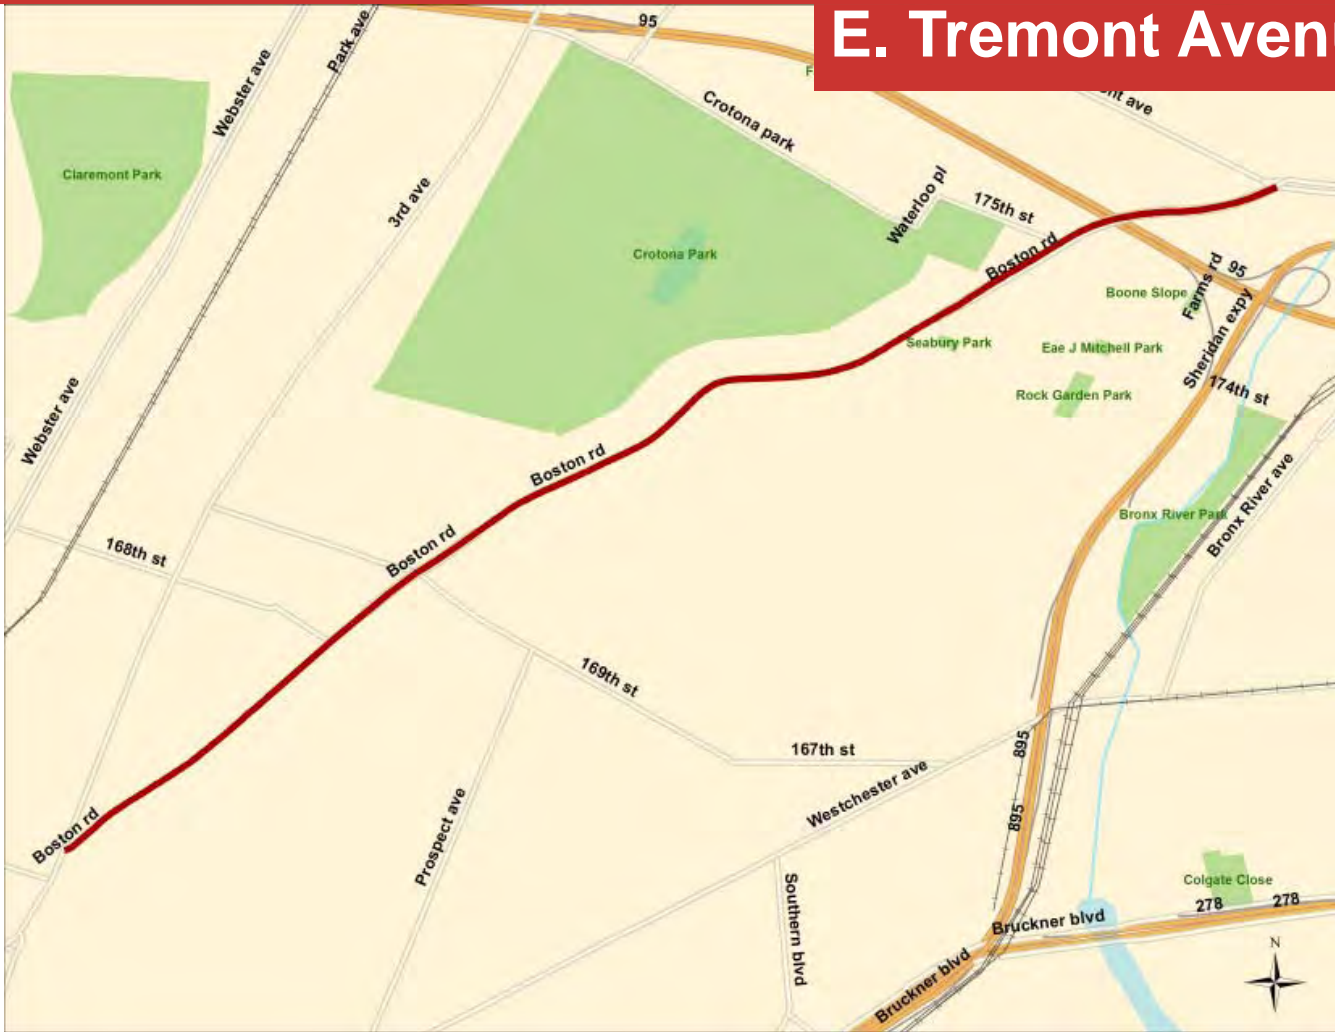 E. Tremont Aven
95
Park ave
Webster ave
Crotona park
ave
Claremont Park
3rd ave
Waterloo pl
175th st
Crotona Park
Boston rd
Farms rd
95
Boone Slope
Sheridan expy
Seabury Park
Eae J Mitchell Park
Rock Garden Park
174th st
Webster ave
Boston rd
Bronx River ave
Bronx River Park
168th st
Boston rd
169th st
167th st
895
Westchester ave
895
Prospect ave
Boston rd
Southern blvd
Colgate Close
278
278
Bruckner blvd
Bruckner blvd
N